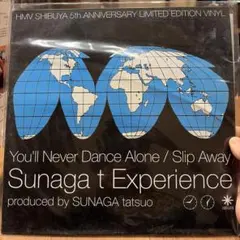 HMV SHIBUYA 5th ANNIVERSARY LIMITED EDITION VINYL
You'll Never Dance Alone / Slip Away
Sunaga t Experience
produced by SUNAGA tatsuo